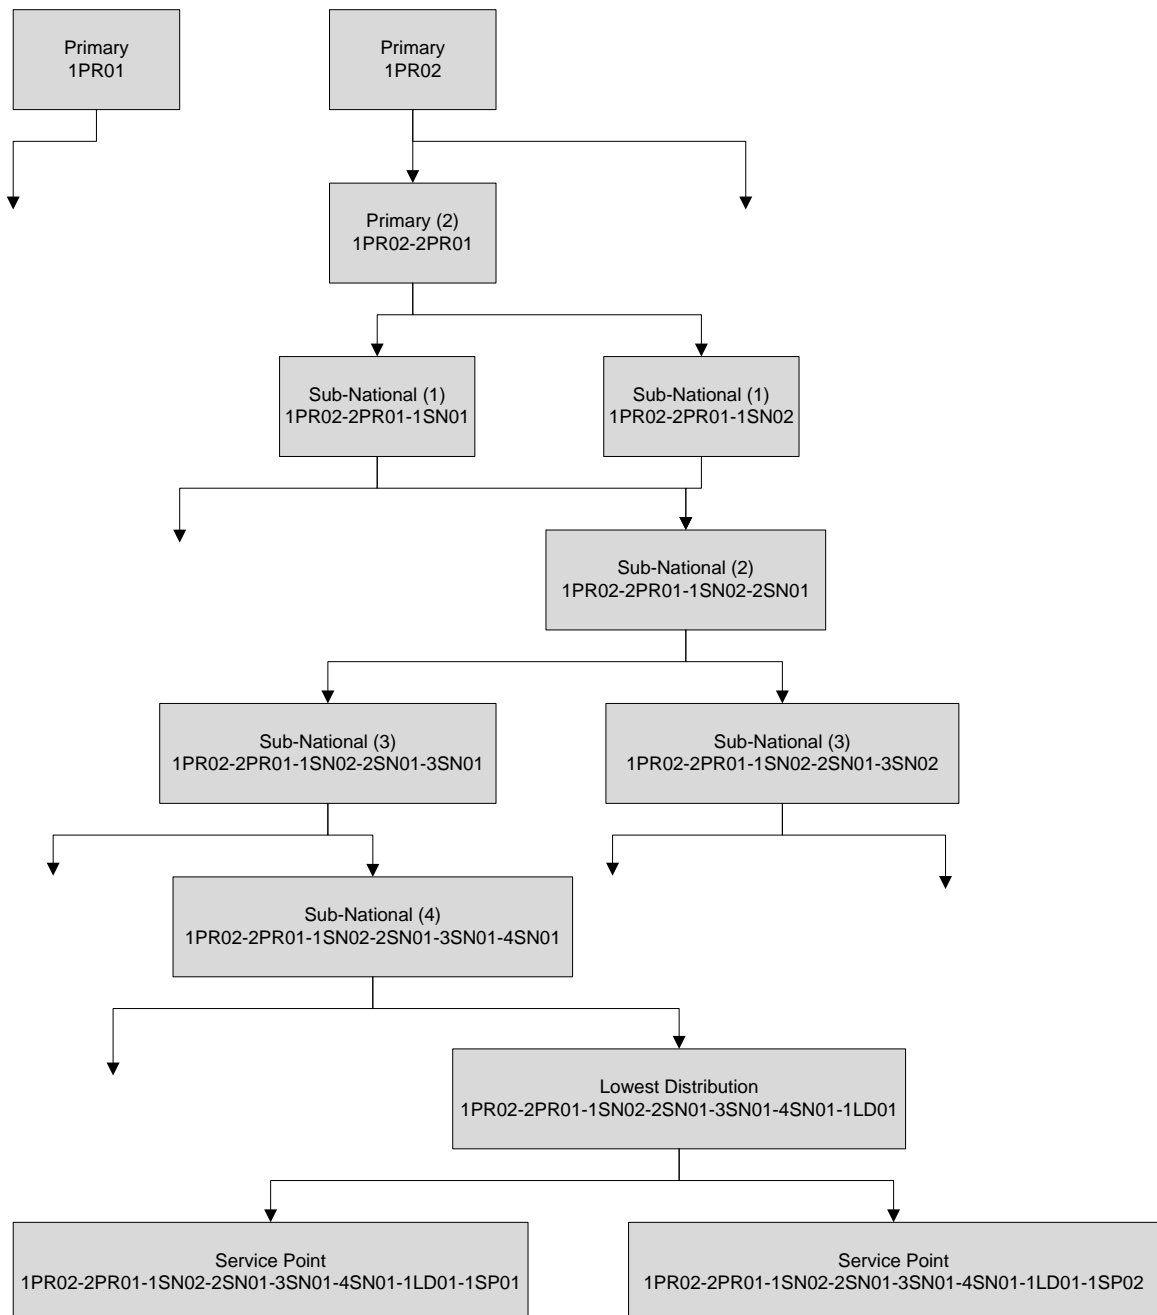 Primary
1PR01
Primary
1PR02
Primary (2)
1PR02-2PR01
Sub-National (1)
1PR02-2PR01-1SN01
Sub-National (1)
1PR02-2PR01-1SN02
Sub-National (2)
1PR02-2PR01-1SN02-2SN01
Sub-National (3)
1PR02-2PR01-1SN02-2SN01-3SN01
Sub-National (3)
1PR02-2PR01-1SN02-2SN01-3SN02
Sub-National (4)
1PR02-2PR01-1SN02-2SN01-3SN01-4SN01
Lowest Distribution
1PR02-2PR01-1SN02-2SN01-3SN01-4SN01-1LD01
Service Point
1PR02-2PR01-1SN02-2SN01-3SN01-4SN01-1LD01-1SP01
Service Point
1PR02-2PR01-1SN02-2SN01-3SN01-4SN01-1LD01-1SP02